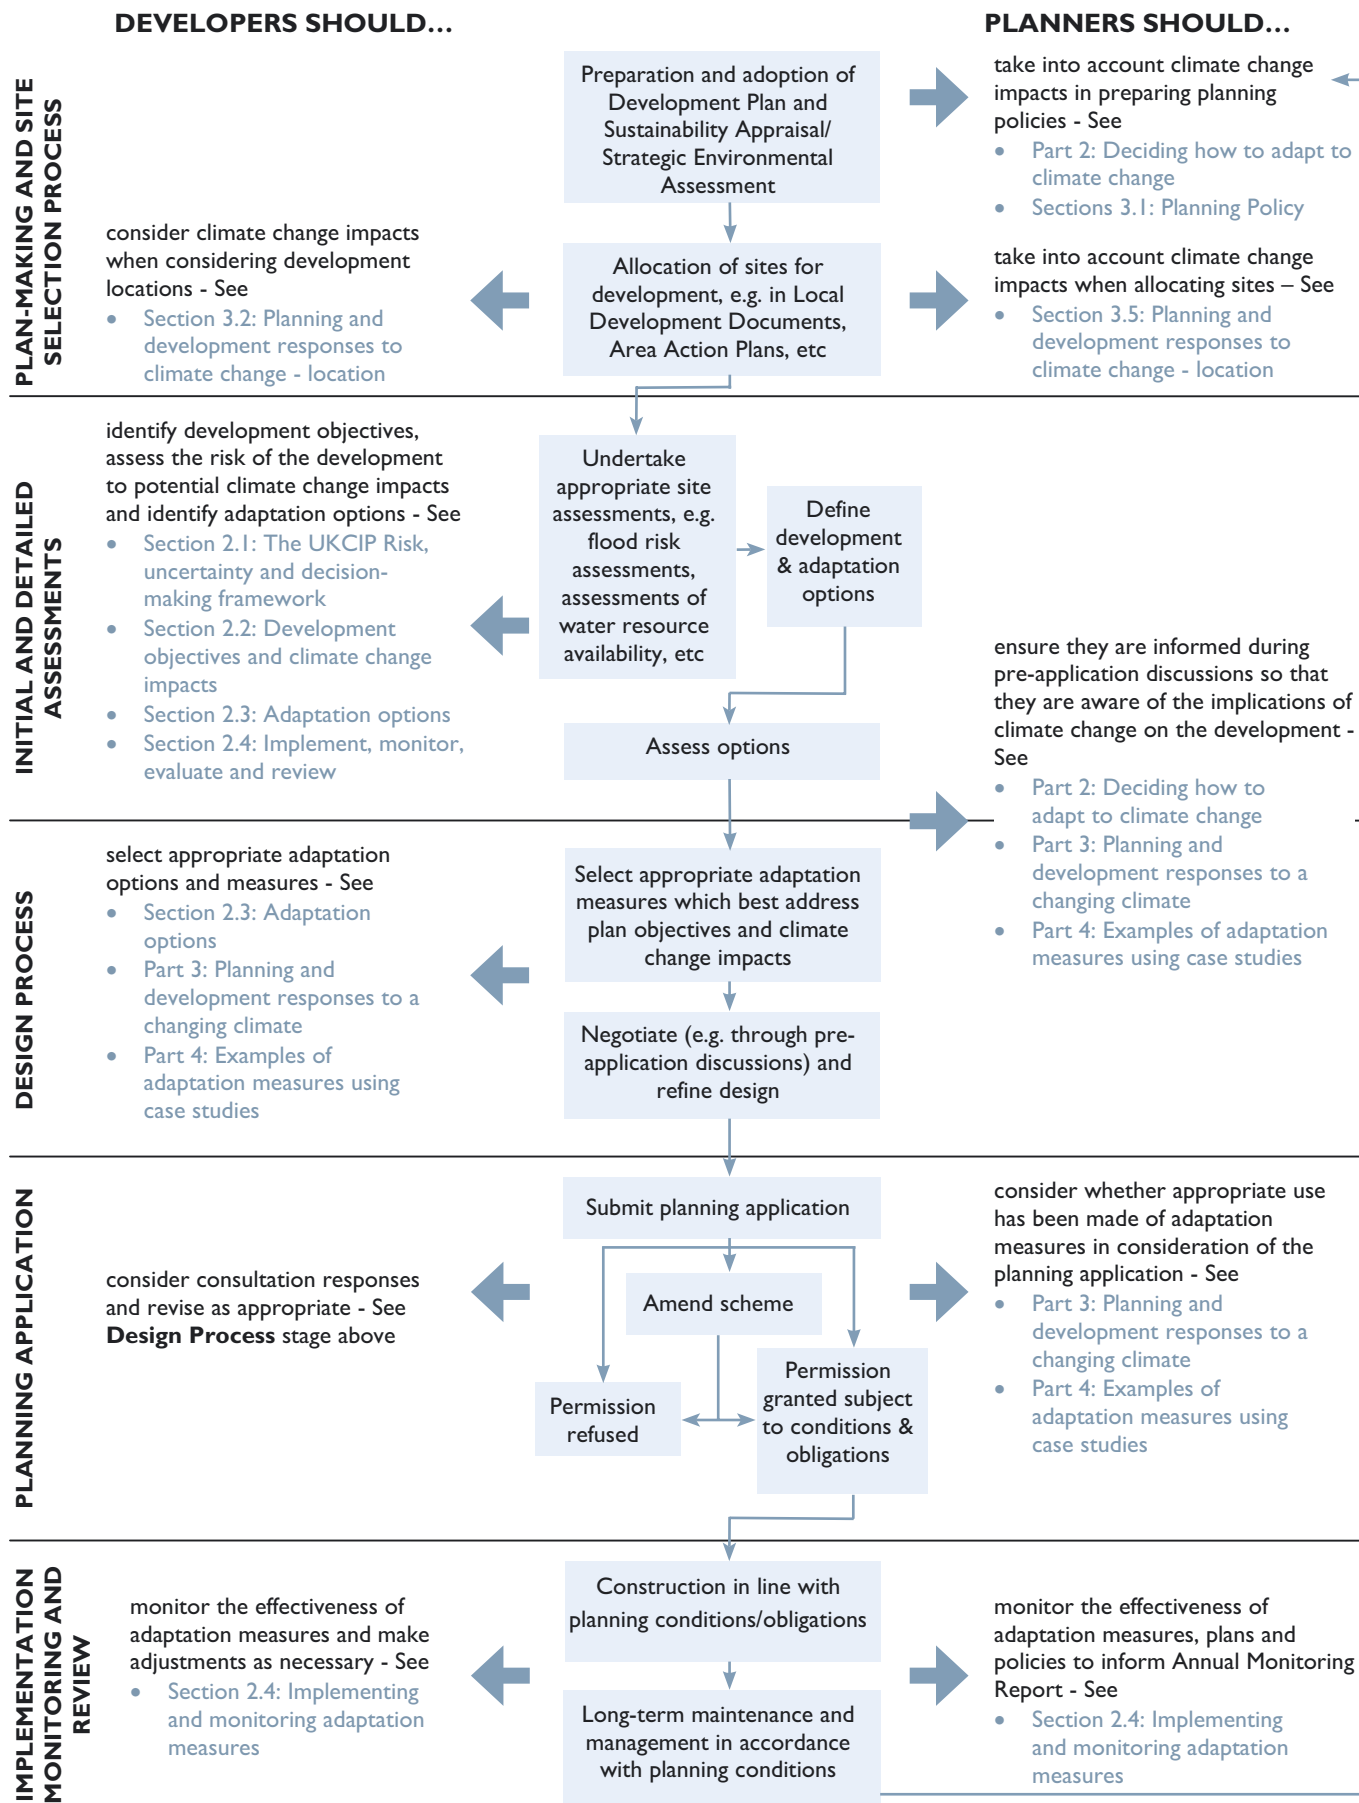 DEVELOPERS SHOULD…
PLANNERS SHOULD…
PLAN-MAKING AND SITE
SELECTION PROCESS
Preparation and adoption of
Development Plan and
Sustainability Appraisal/
Strategic Environmental
Assessment
take into account climate change
impacts in preparing planning
policies - See
• Part 2: Deciding how to adapt to
climate change
• Sections 3.1: Planning Policy
consider climate change impacts
when considering development
locations - See
• Section 3.2: Planning and
development responses to
climate change - location
Allocation of sites for
development, e.g. in Local
Development Documents,
Area Action Plans, etc
take into account climate change
impacts when allocating sites – See
• Section 3.5: Planning and
development responses to
climate change - location
INITIAL AND DETAILED
ASSESSMENTS
identify development objectives,
assess the risk of the development
to potential climate change impacts
and identify adaptation options - See
• Section 2.1: The UKCIP Risk,
uncertainty and decision-
making framework
• Section 2.2: Development
objectives and climate change
impacts
• Section 2.3: Adaptation options
• Section 2.4: Implement, monitor,
evaluate and review
Undertake
appropriate site
assessments, e.g.
flood risk
assessments,
assessments of
water resource
availability, etc
Define
development
& adaptation
options
Assess options
ensure they are informed during
pre-application discussions so that
they are aware of the implications of
climate change on the development -
See
• Part 2: Deciding how to
adapt to climate change
• Part 3: Planning and
development responses to a
changing climate
• Part 4: Examples of adaptation
measures using case studies
DESIGN PROCESS
select appropriate adaptation
options and measures - See
• Section 2.3: Adaptation
options
• Part 3: Planning and
development responses to a
changing climate
• Part 4: Examples of
adaptation measures using
case studies
Select appropriate adaptation
measures which best address
plan objectives and climate
change impacts
Negotiate (e.g. through pre-
application discussions) and
refine design
PLANNING APPLICATION
consider consultation responses
and revise as appropriate - See
Design Process stage above
Submit planning application
Amend scheme
Permission
refused
Permission
granted subject
to conditions &
obligations
consider whether appropriate use
has been made of adaptation
measures in consideration of the
planning application - See
• Part 3: Planning and
development responses to a
changing climate
• Part 4: Examples of
adaptation measures using
case studies
IMPLEMENTATION
MONITORING AND
REVIEW
monitor the effectiveness of
adaptation measures and make
adjustments as necessary - See
• Section 2.4: Implementing
and monitoring adaptation
measures
Construction in line with
planning conditions/obligations
Long-term maintenance and
management in accordance
with planning conditions
monitor the effectiveness of
adaptation measures, plans and
policies to inform Annual Monitoring
Report - See
• Section 2.4: Implementing
and monitoring adaptation
measures